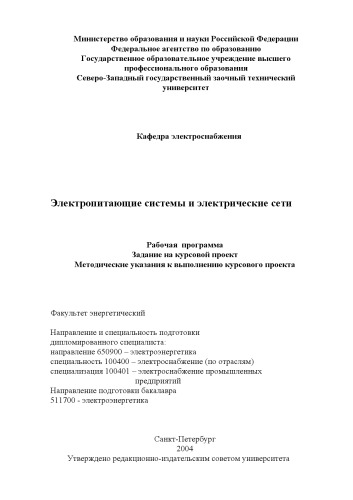 Министерство образования и науки Российской Федерации
Федеральное агентство по образованию
Государственное образовательное учреждение высшего
профессионального образования
Северо-Западный государственный заочный технический
университет
Кафедра электроснабжения
Электропитающие системы и электрические сети
Рабочая программа
Задание на курсовой проект
Методические указания к выполнению курсового проекта
Факультет энергетический
Направление и специальность подготовки
дипломированного специалиста:
направление 650900 – электроэнергетика
специальность 100400 – электроснабжение (по отраслям)
специализация 100401 – электроснабжение промышленных
предприятий
Направление подготовки бакалавра
511700 - электроэнергетика
Санкт-Петербург
2004
Утверждено редакционно-издательским советом университета